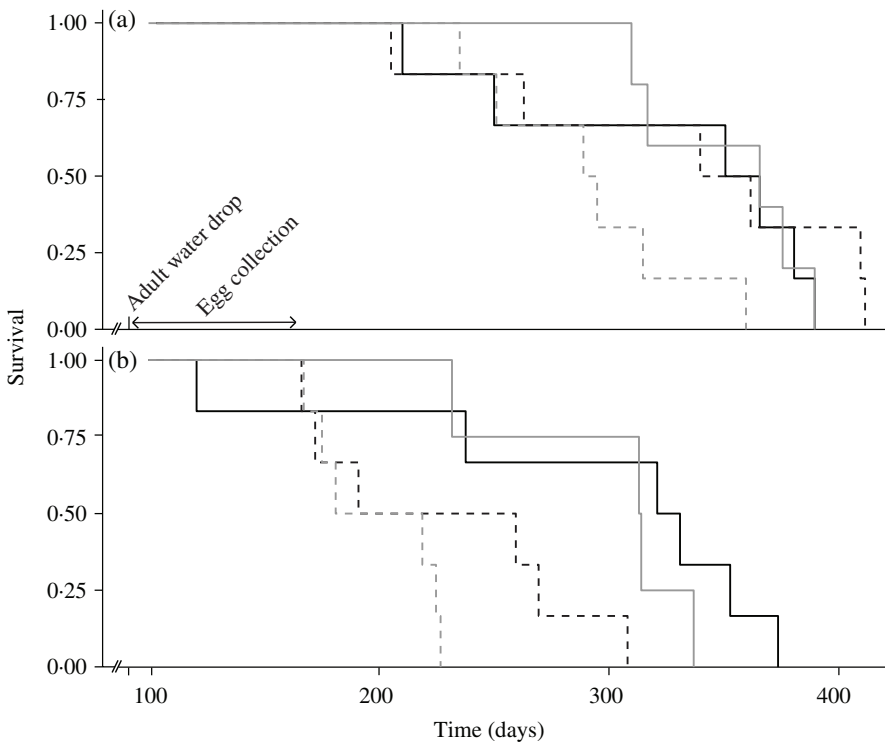 (a)
1·00
0·75
0·50
0·25
0·00
Adult water drop
Egg collection
Survival
(b)
1·00
0·75
0·50
0·25
0·00
100
200
300
400
Time (days)